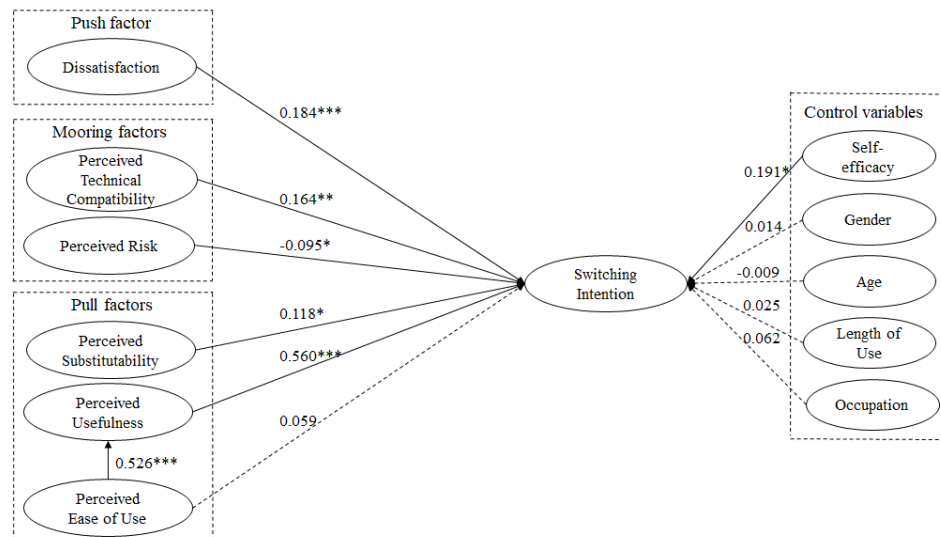 Push factor
Dissatisfaction
0.184***
Mooring factors
Perceived
Technical
Compatibility
0.164**
Perceived Risk
-0.095*
Pull factors
Perceived
Substitutability
0.118*
Perceived
Usefulness
0.560***
0.526***
Perceived
Ease of Use
0.059
Switching
Intention
Control variables
Self-
efficacy
0.191*
Gender
0.014
Age
-0.009
Length of
Use
0.025
Occupation
0.062